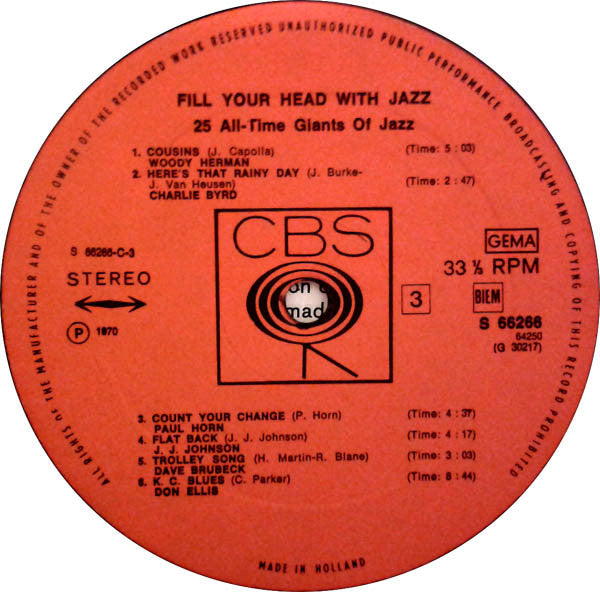 ALL RIGHTS OF THE MANUFACTURER AND OF THE OWNER OF THE RECORDED WORK RESERVED UNAUTHORIZED PUBLIC PERFORMANCE BROADCASTING AND COPYING OF THIS RECORD PROHIBITED
FILL YOUR HEAD WITH JAZZ
25 All-Time Giants Of Jazz
1. COUSINS (J. Capolla) (Time: 5 : 03)
WOODY HERMAN
2. HERE'S THAT RAINY DAY (J. Burke-
J. Van Heusen) (Time: 2 : 47)
CHARLIE BYRD
CBS
S 66266-C-3
STEREO
P 1970
mad
GEMA
33 ⅓ RPM
3
BIEM
S 66266
64250
(G 30217)
3. COUNT YOUR CHANGE (P. Horn) (Time: 4 : 37)
PAUL HORN
4. FLAT BACK (J. J. Johnson) (Time: 4 : 17)
J. J. JOHNSON
5. TROLLEY SONG (H. Martin-R. Blane) (Time: 3 : 03)
DAVE BRUBECK
6. K. C. BLUES (C. Parker) (Time: 8 : 44)
DON ELLIS
MADE IN HOLLAND